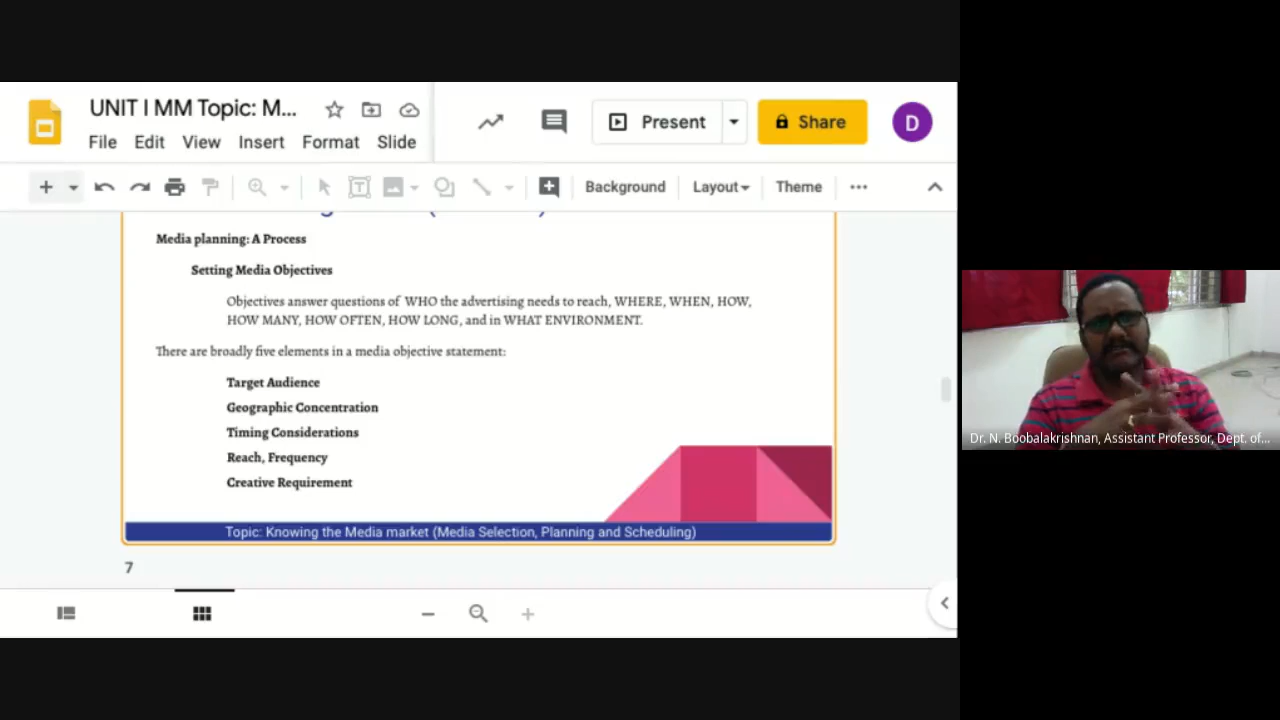 UNIT I MM Topic: M...
File Edit View Insert Format Slide
Present
Share
D
Background Layout Theme
Media planning: A Process
Setting Media Objectives
Objectives answer questions of WHO the advertising needs to reach, WHERE, WHEN, HOW,
HOW MANY, HOW OFTEN, HOW LONG, and in WHAT ENVIRONMENT.
There are broadly five elements in a media objective statement:
Target Audience
Geographic Concentration
Timing Considerations
Reach, Frequency
Creative Requirement
Topic: Knowing the Media market (Media Selection, Planning and Scheduling)
7
Dr. N. Boobalakrishnan, Assistant Professor, Dept. of...